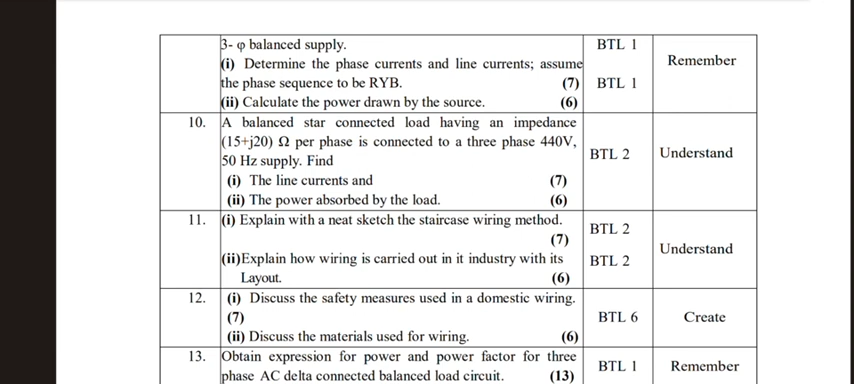 3- φ balanced supply. BTL 1
(i) Determine the phase currents and line currents; assume Remember
the phase sequence to be RYB. (7) BTL 1
(ii) Calculate the power drawn by the source. (6)
10. A balanced star connected load having an impedance
(15+j20) Ω per phase is connected to a three phase 440V,
50 Hz supply. Find BTL 2 Understand
(i) The line currents and (7)
(ii) The power absorbed by the load. (6)
11. (i) Explain with a neat sketch the staircase wiring method.
(7) BTL 2
(ii)Explain how wiring is carried out in it industry with its BTL 2 Understand
Layout. (6)
12. (i) Discuss the safety measures used in a domestic wiring.
(7) BTL 6 Create
(ii) Discuss the materials used for wiring. (6)
13. Obtain expression for power and power factor for three BTL 1 Remember
phase AC delta connected balanced load circuit. (13)